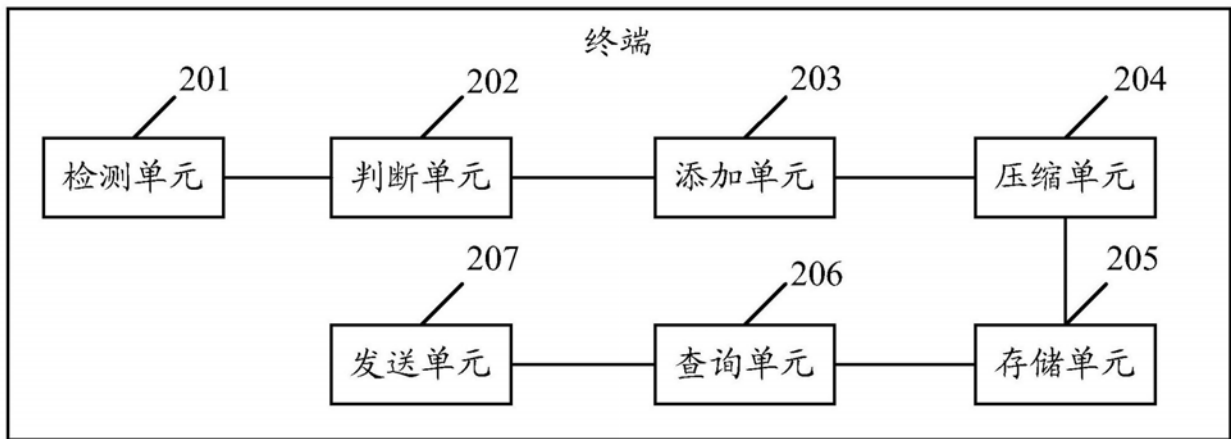 终端
201 202 203 204
检测单元 判断单元 添加单元 压缩单元
207 206 205
发送单元 查询单元 存储单元